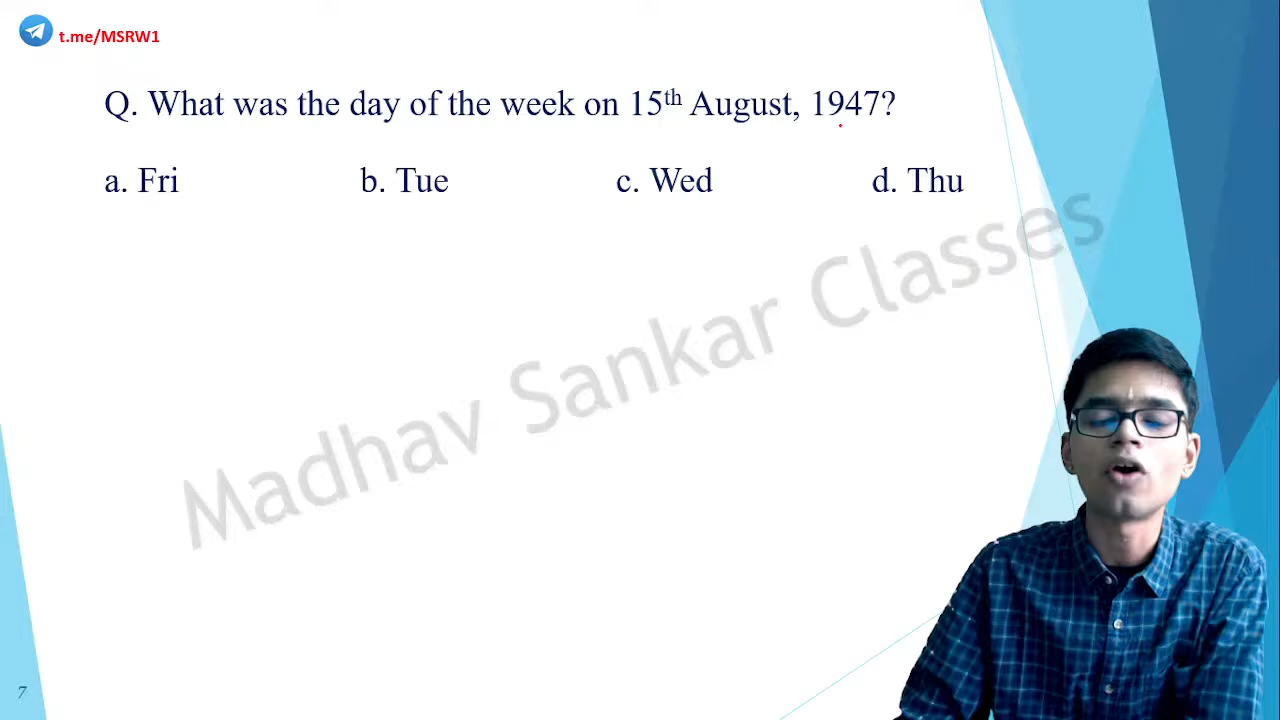 t.me/MSRW1
Q. What was the day of the week on 15th August, 1947?
a. Fri b. Tue c. Wed d. Thu
Madhav Sankar Classes
7